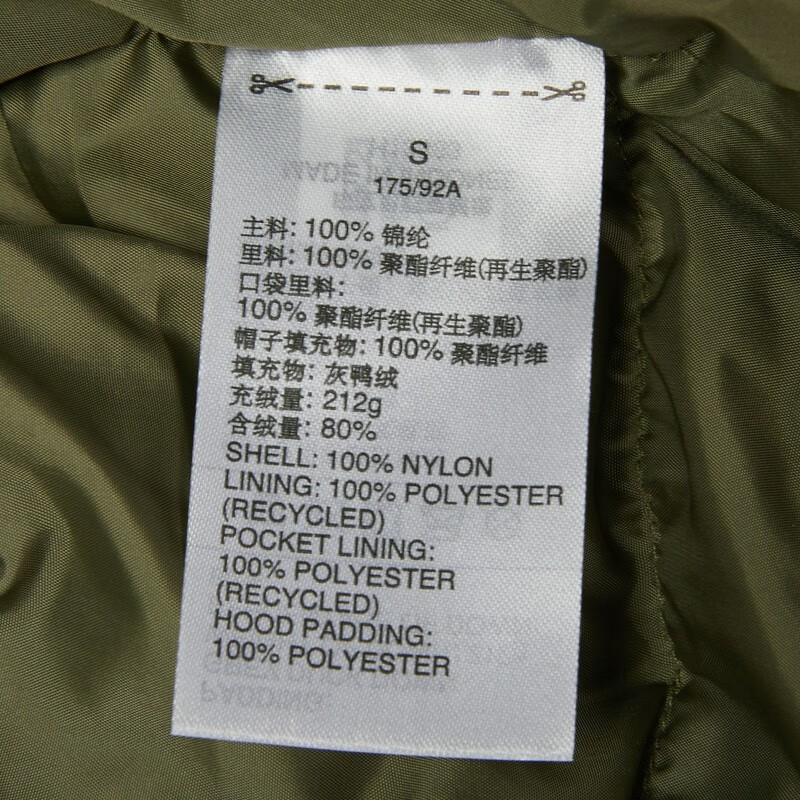 S
175/92A
主料: 100% 锦纶
里料: 100% 聚酯纤维(再生聚酯)
口袋里料:
100% 聚酯纤维(再生聚酯)
帽子填充物: 100% 聚酯纤维
填充物: 灰鸭绒
充绒量: 212g
含绒量: 80%
SHELL: 100% NYLON
LINING: 100% POLYESTER
(RECYCLED)
POCKET LINING:
100% POLYESTER
(RECYCLED)
HOOD PADDING:
100% POLYESTER